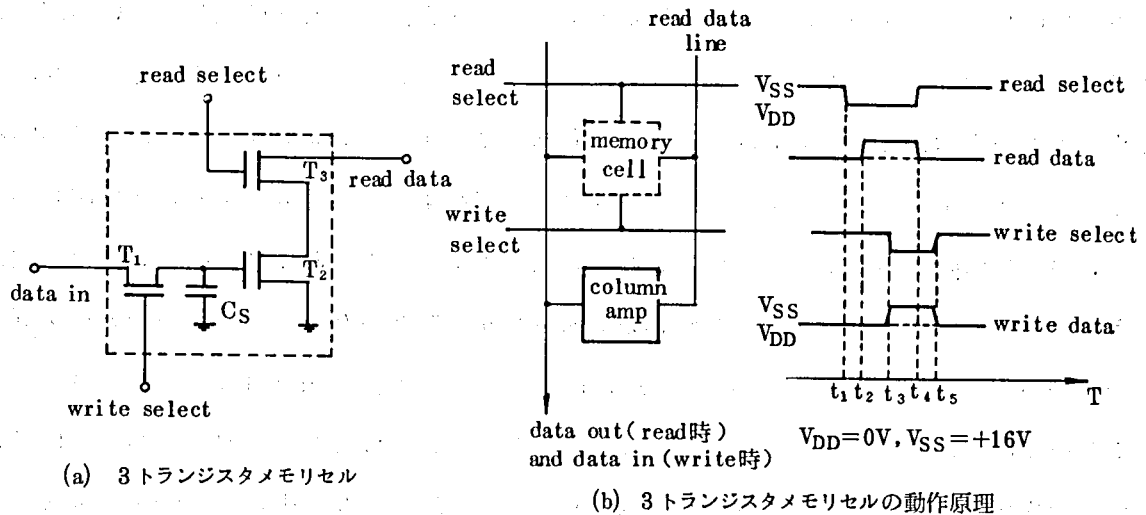 read select
T3
read data
T1
T2
data in
CS
write select
(a) 3トランジスタメモリセル
read data
line
read
select
memory
cell
write
select
column
amp
data out(read時)
and data in(write時)
VSS
VDD
read select
read data
write select
VSS
VDD
write data
t1 t2 t3 t4 t5
T
VDD=0V, VSS=+16V
(b) 3トランジスタメモリセルの動作原理